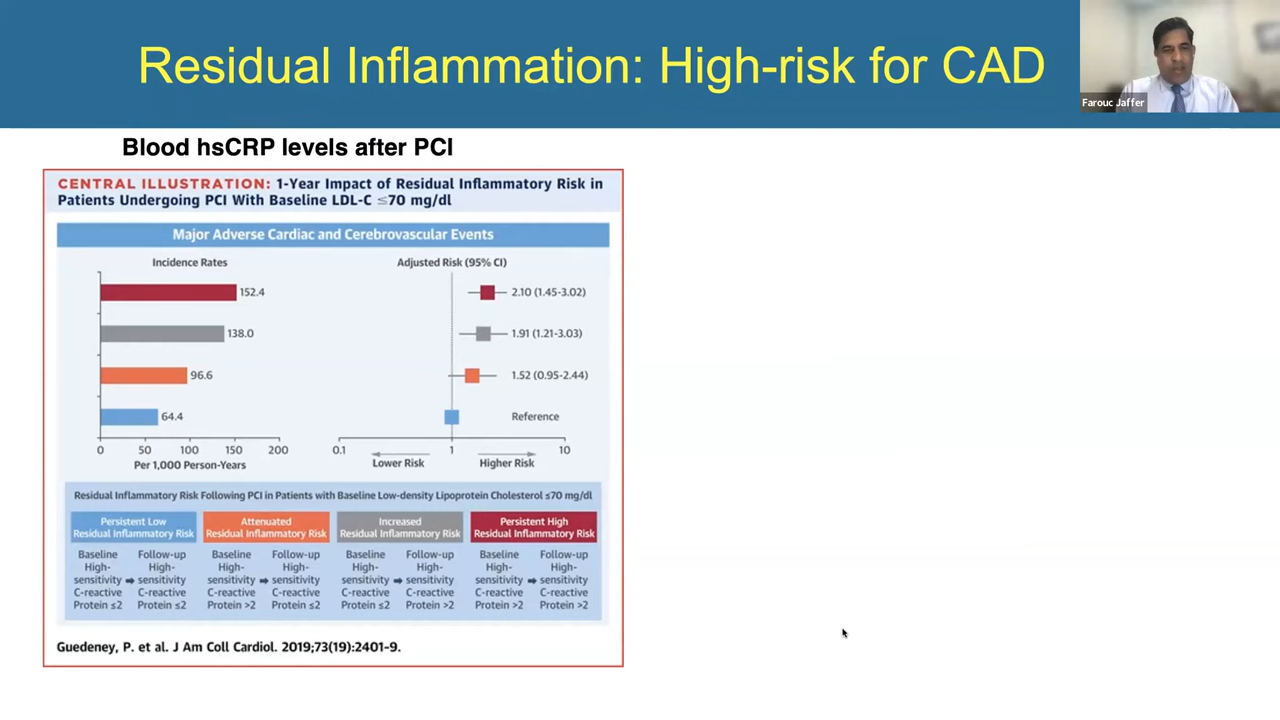 Residual Inflammation: High-risk for CAD
Farouc Jaffer
Blood hsCRP levels after PCI
CENTRAL ILLUSTRATION: 1-Year Impact of Residual Inflammatory Risk in
Patients Undergoing PCI With Baseline LDL-C ≤70 mg/dl
Major Adverse Cardiac and Cerebrovascular Events
Incidence Rates
Adjusted Risk (95% CI)
152.4
2.10 (1.45-3.02)
138.0
1.91 (1.21-3.03)
96.6
1.52 (0.95-2.44)
64.4
Reference
0 50 100 150 200
0.1 1 10
Per 1,000 Person-Years
Lower Risk Higher Risk
Residual Inflammatory Risk Following PCI in Patients with Baseline Low-density Lipoprotein Cholesterol ≤70 mg/dl
Persistent Low
Residual Inflammatory Risk
Attenuated
Residual Inflammatory Risk
Increased
Residual Inflammatory Risk
Persistent High
Residual Inflammatory Risk
Baseline
High-
sensitivity
C-reactive
Protein ≤2
Follow-up
High-
sensitivity
C-reactive
Protein ≤2
Baseline
High-
sensitivity
C-reactive
Protein >2
Follow-up
High-
sensitivity
C-reactive
Protein ≤2
Baseline
High-
sensitivity
C-reactive
Protein ≤2
Follow-up
High-
sensitivity
C-reactive
Protein >2
Baseline
High-
sensitivity
C-reactive
Protein >2
Follow-up
High-
sensitivity
C-reactive
Protein >2
Guedeney, P. et al. J Am Coll Cardiol. 2019;73(19):2401-9.